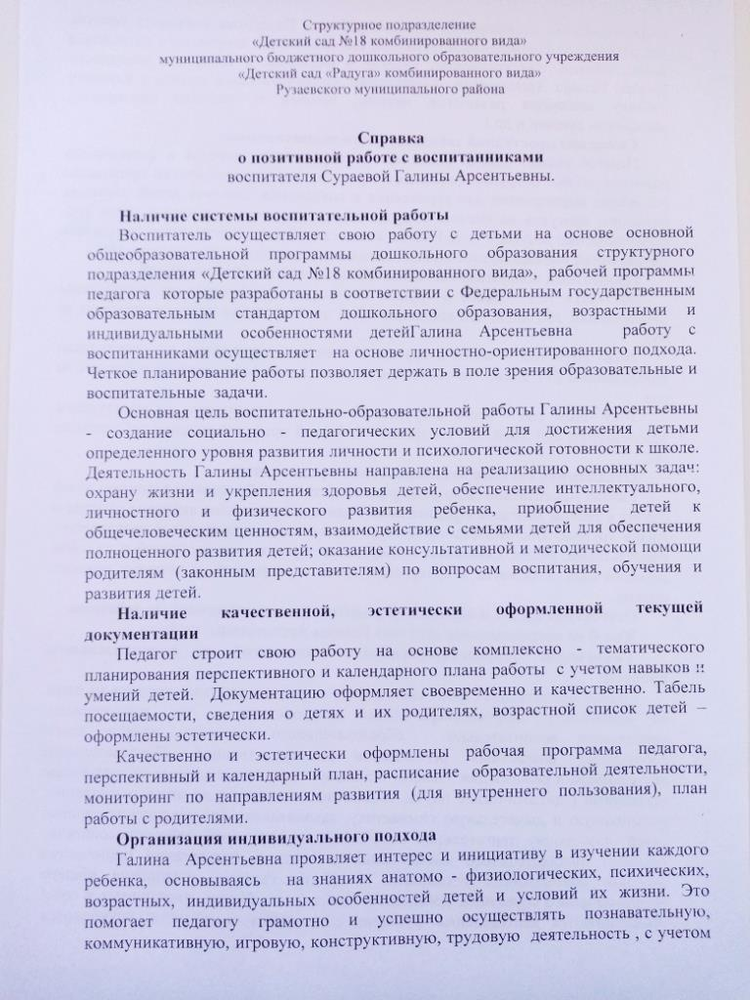 Структурное подразделение
«Детский сад №18 комбинированного вида»
муниципального бюджетного дошкольного образовательного учреждения
«Детский сад «Радуга» комбинированного вида»
Рузаевского муниципального района
Справка
о позитивной работе с воспитанниками
воспитателя Сураевой Галины Арсентьевны.
Наличие системы воспитательной работы
Воспитатель осуществляет свою работу с детьми на основе основной
общеобразовательной программы дошкольного образования структурного
подразделения «Детский сад №18 комбинированного вида», рабочей программы
педагога которые разработаны в соответствии с Федеральным государственным
образовательным стандартом дошкольного образования, возрастными и
индивидуальными особенностями детейГалина Арсентьевна работу с
воспитанниками осуществляет на основе личностно-ориентированного подхода.
Четкое планирование работы позволяет держать в поле зрения образовательные и
воспитательные задачи.
Основная цель воспитательно-образовательной работы Галины Арсентьевны
- создание социально - педагогических условий для достижения детьми
определенного уровня развития личности и психологической готовности к школе.
Деятельность Галины Арсентьевны направлена на реализацию основных задач:
охрану жизни и укрепления здоровья детей, обеспечение интеллектуального,
личностного и физического развития ребенка, приобщение детей к
общечеловеческим ценностям, взаимодействие с семьями детей для обеспечения
полноценного развития детей; оказание консультативной и методической помощи
родителям (законным представителям) по вопросам воспитания, обучения и
развития детей.
Наличие качественной, эстетически оформленной текущей
документации
Педагог строит свою работу на основе комплексно - тематического
планирования перспективного и календарного плана работы с учетом навыков и
умений детей. Документацию оформляет своевременно и качественно. Табель
посещаемости, сведения о детях и их родителях, возрастной список детей –
оформлены эстетически.
Качественно и эстетически оформлены рабочая программа педагога,
перспективный и календарный план, расписание образовательной деятельности,
мониторинг по направлениям развития (для внутреннего пользования), план
работы с родителями.
Организация индивидуального подхода
Галина Арсентьевна проявляет интерес и инициативу в изучении каждого
ребенка, основываясь на знаниях анатомо - физиологических, психических,
возрастных, индивидуальных особенностей детей и условий их жизни. Это
помогает педагогу грамотно и успешно осуществлять познавательную,
коммуникативную, игровую, конструктивную, трудовую деятельность , с учетом